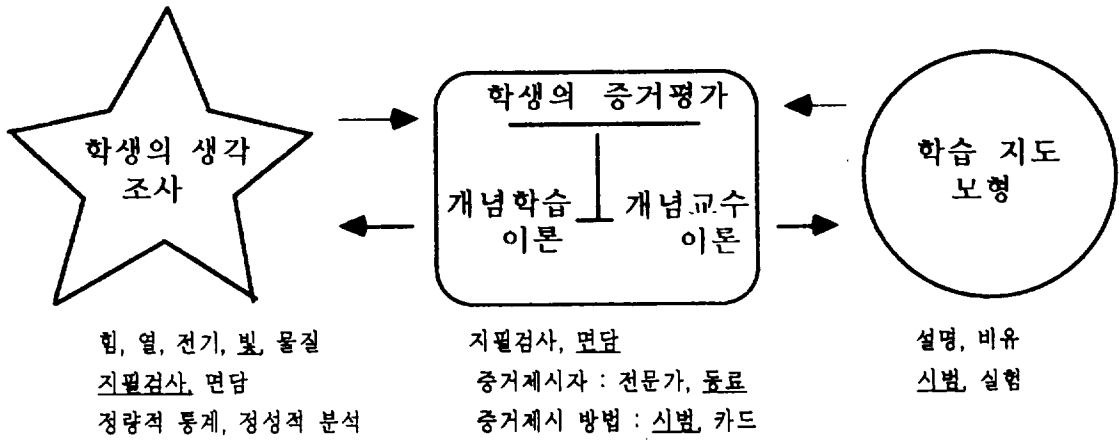 학생의 생각
조사
학생의 증거평가
개념학습
이론
개념교수
이론
학습 지도
모형
힘, 열, 전기, 빛, 물질
지필검사, 면담
정량적 통계, 정성적 분석
지필검사, 면담
증거제시자 : 전문가, 동료
증거제시 방법 : 시범, 카드
설명, 비유
시범, 실험